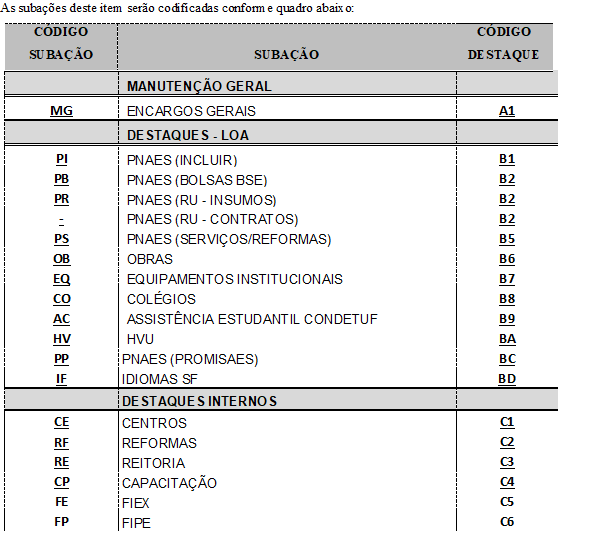 As subações deste item serão codificadas conforme quadro abaixo:
CÓDIGO SUBAÇÃO SUBAÇÃO CÓDIGO DESTAQUE
MANUTENÇÃO GERAL
MG ENCARGOS GERAIS A1
DESTAQUES - LOA
PI PNAES (INCLUIR) B1
PB PNAES (BOLSAS BSE) B2
PR PNAES (RU - INSUMOS) B2
- PNAES (RU - CONTRATOS) B2
PS PNAES (SERVIÇOS/REFORMAS) B5
OB OBRAS B6
EQ EQUIPAMENTOS INSTITUCIONAIS B7
CO COLÉGIOS B8
AC ASSISTÊNCIA ESTUDANTIL CONDETUF B9
HV HVU BA
PP PNAES (PROMISAES) BC
IF IDIOMAS SF BD
DESTAQUES INTERNOS
CE CENTROS C1
RF REFORMAS C2
RE REITORIA C3
CP CAPACITAÇÃO C4
FE FIEX C5
FP FIPE C6